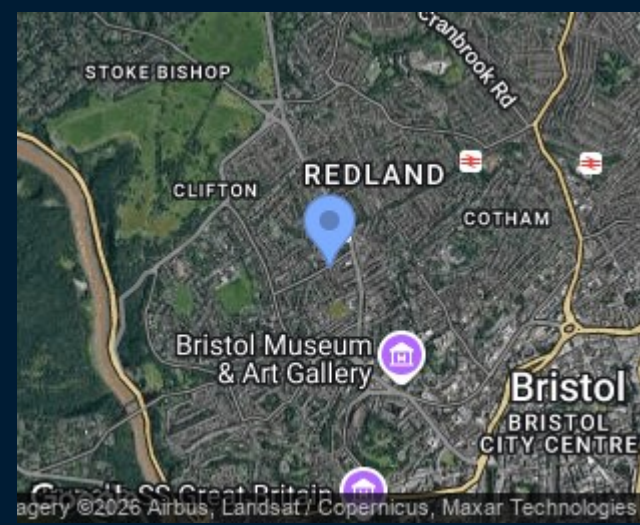 Cranbrook Rd
STOKE BISHOP
REDLAND
CLIFTON
COTHAM
Bristol Museum
& Art Gallery
Bristol
BRISTOL
CITY CENTRE
SS Great Britain
agery ©2026 Airbus, Landsat / Copernicus, Maxar Technologies